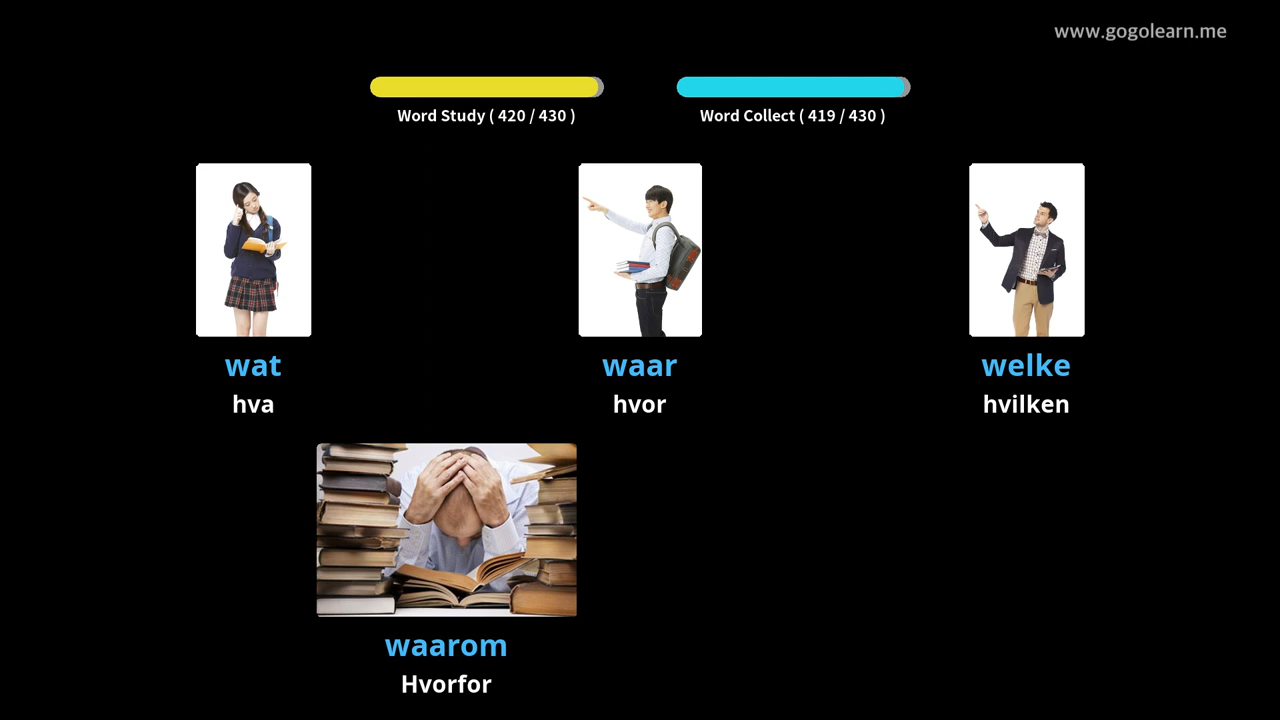 www.gogolearn.me
Word Study ( 420 / 430 )
Word Collect ( 419 / 430 )
wat
hva
waar
hvor
welke
hvilken
waarom
Hvorfor